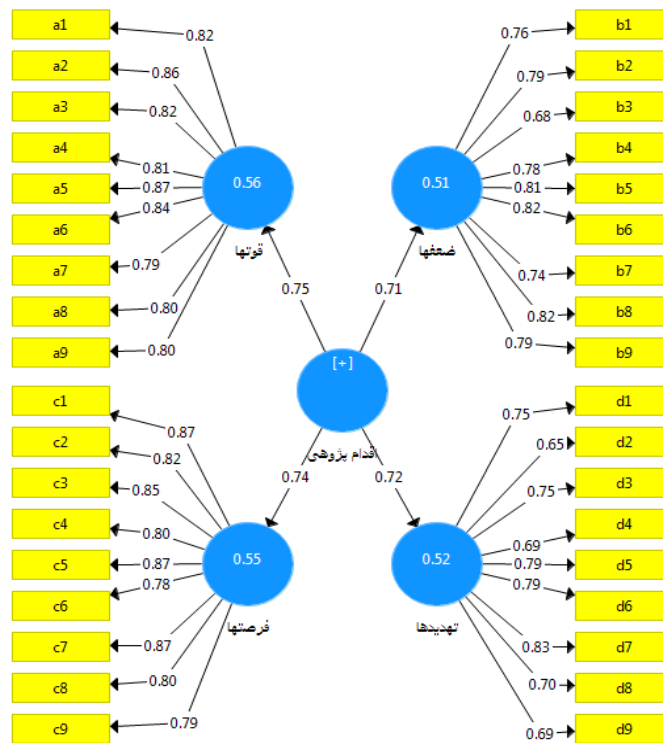 a1
a2
a3
a4
a5
a6
a7
a8
a9
0.82
0.86
0.82
0.81
0.87
0.84
0.79
0.80
0.80
0.56
قوتها
b1
b2
b3
b4
b5
b6
b7
b8
b9
0.76
0.79
0.68
0.78
0.81
0.82
0.74
0.82
0.79
0.51
ضعفها
0.75
0.71
[+]
اقدام پژوهی
0.74
0.72
c1
c2
c3
c4
c5
c6
c7
c8
c9
0.87
0.82
0.85
0.80
0.87
0.78
0.87
0.80
0.79
0.55
فرصتها
d1
d2
d3
d4
d5
d6
d7
d8
d9
0.75
0.65
0.75
0.69
0.79
0.79
0.83
0.70
0.69
0.52
تهدیدها